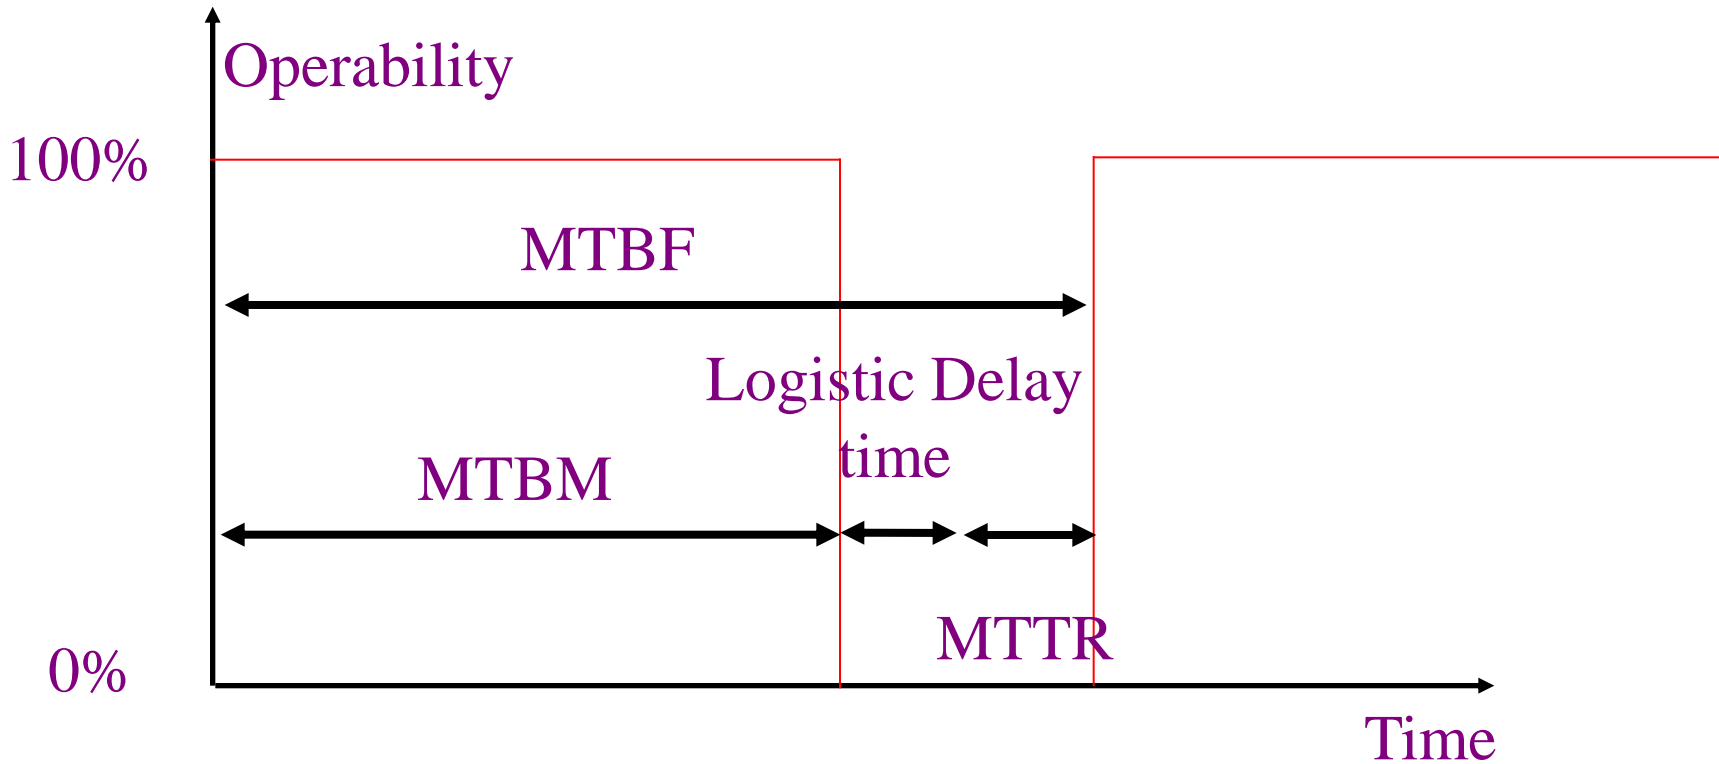 Operability
100%
MTBF
Logistic Delay
time
MTBM
MTTR
0%
Time